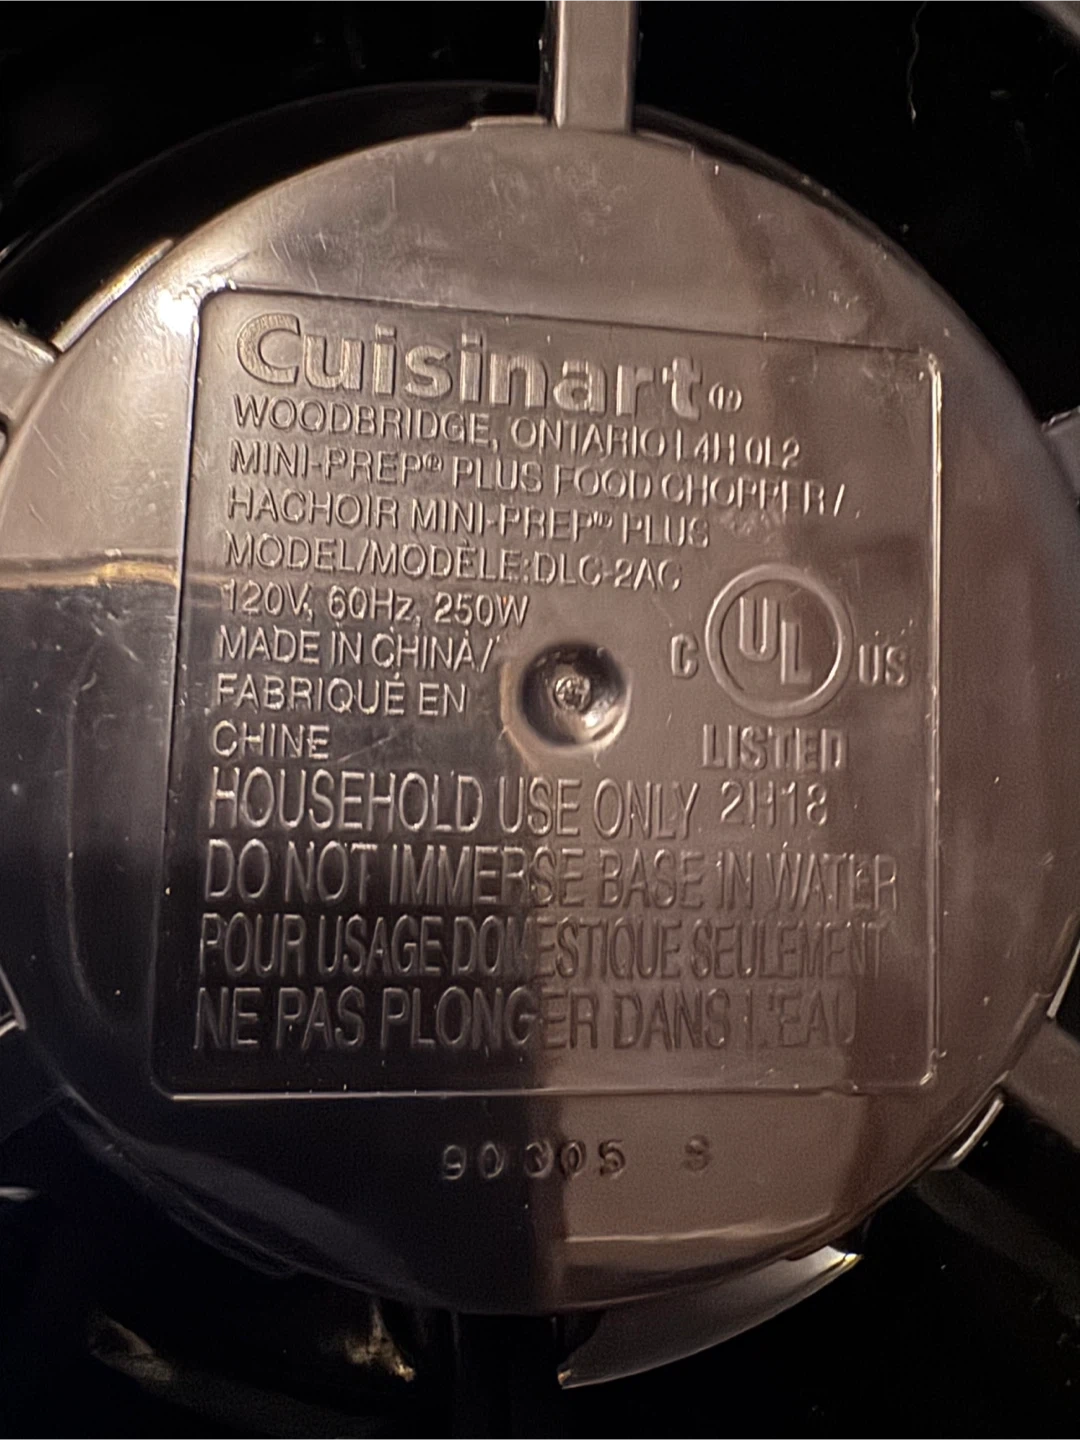 Cuisinart®
WOODBRIDGE, ONTARIO L4H 0L2
MINI-PREP® PLUS FOOD CHOPPER/
HACHOIR MINI-PREP® PLUS
MODEL/MODÈLE:DLC-2AC
120V, 60Hz, 250W
MADE IN CHINA/
FABRIQUÉ EN
CHINE
C UL US
LISTED
HOUSEHOLD USE ONLY 2H18
DO NOT IMMERSE BASE IN WATER
POUR USAGE DOMESTIQUE SEULEMENT
NE PAS PLONGER DANS L'EAU
90305 S